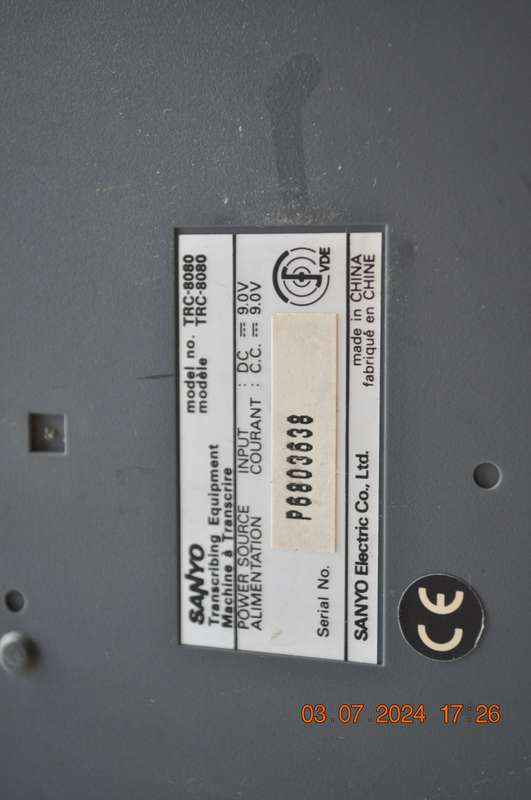 SANYO
Transcribing Equipment model no. TRC-8080
Machine à Transcrire modèle TRC-8080
POWER SOURCE INPUT : DC ⎓ 9.0V
ALIMENTATION COURANT : C.C. ⎓ 9.0V
P6803638
VDE
Serial No.
SANYO Electric Co., Ltd. made in CHINA
fabriqué en CHINE
CE
03.07.2024 17:26